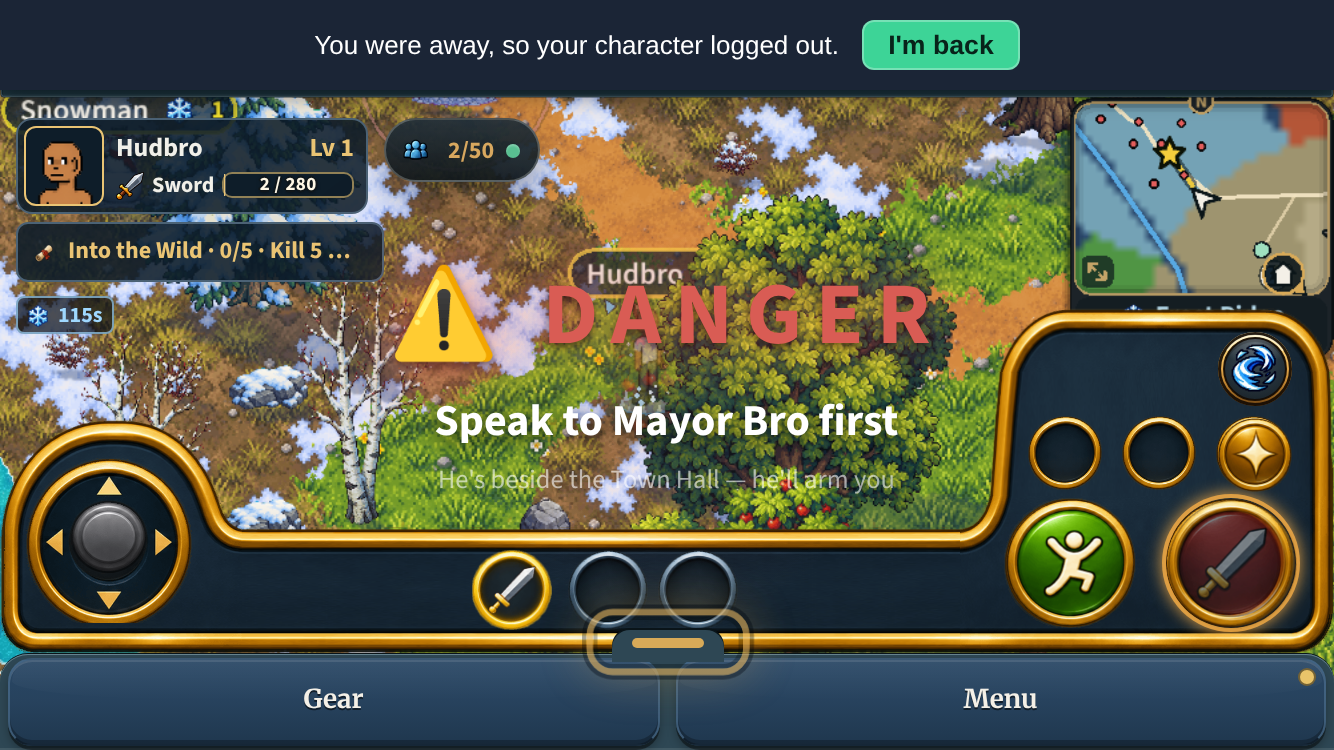 You were away, so your character logged out.
I'm back
Snowman 1
Hudbro Lv 1
Sword 2 / 280
2/50
N
Into the Wild · 0/5 · Kill 5 ...
115s
Hudbro
DANGER
Speak to Mayor Bro first
He's beside the Town Hall — he'll arm you
Gear
Menu